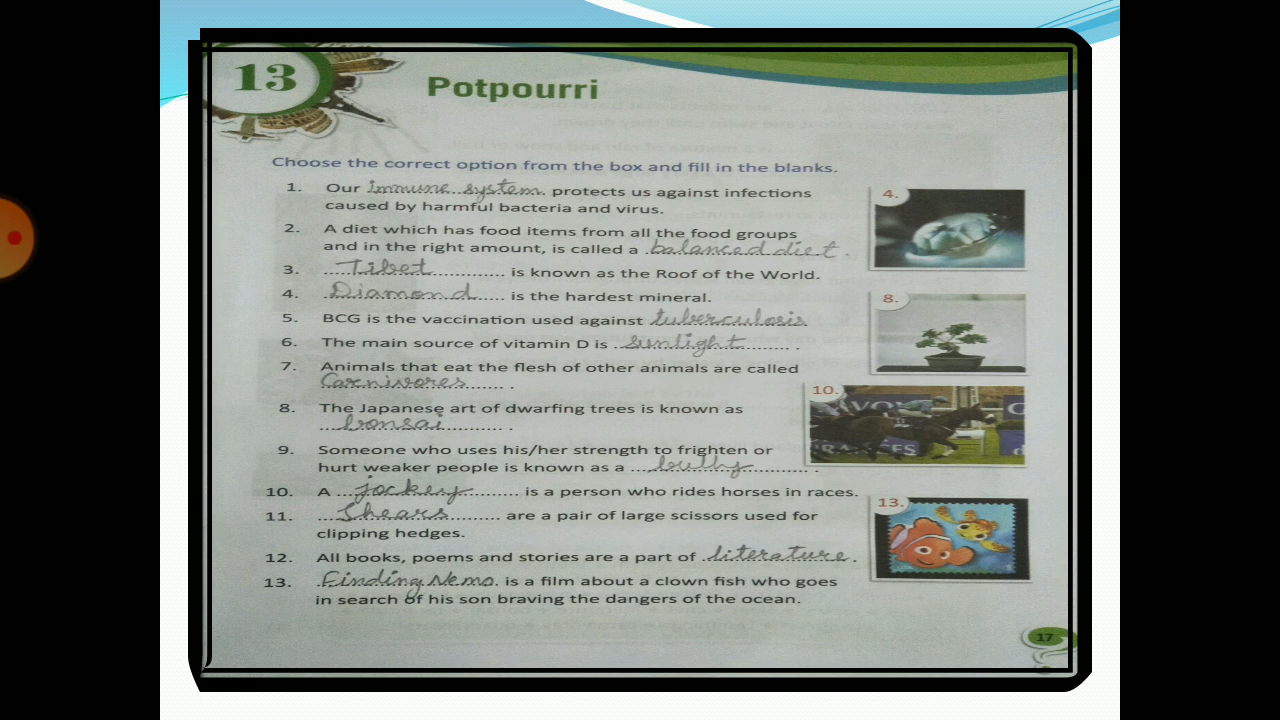 13
Potpourri
Choose the correct option from the box and fill in the blanks.
1. Our immune system protects us against infections
caused by harmful bacteria and virus.
2. A diet which has food items from all the food groups
and in the right amount, is called a balanced diet.
3. Tibet is known as the Roof of the World.
4. Diamond is the hardest mineral.
5. BCG is the vaccination used against tuberculosis
6. The main source of vitamin D is sunlight.
7. Animals that eat the flesh of other animals are called
Carnivores.
8. The Japanese art of dwarfing trees is known as
bonsai.
9. Someone who uses his/her strength to frighten or
hurt weaker people is known as a bully.
10. A jockey is a person who rides horses in races.
11. Shears are a pair of large scissors used for
clipping hedges.
12. All books, poems and stories are a part of literature.
13. Finding Nemo. is a film about a clown fish who goes
in search of his son braving the dangers of the ocean.
4.
8.
10.
13.
17